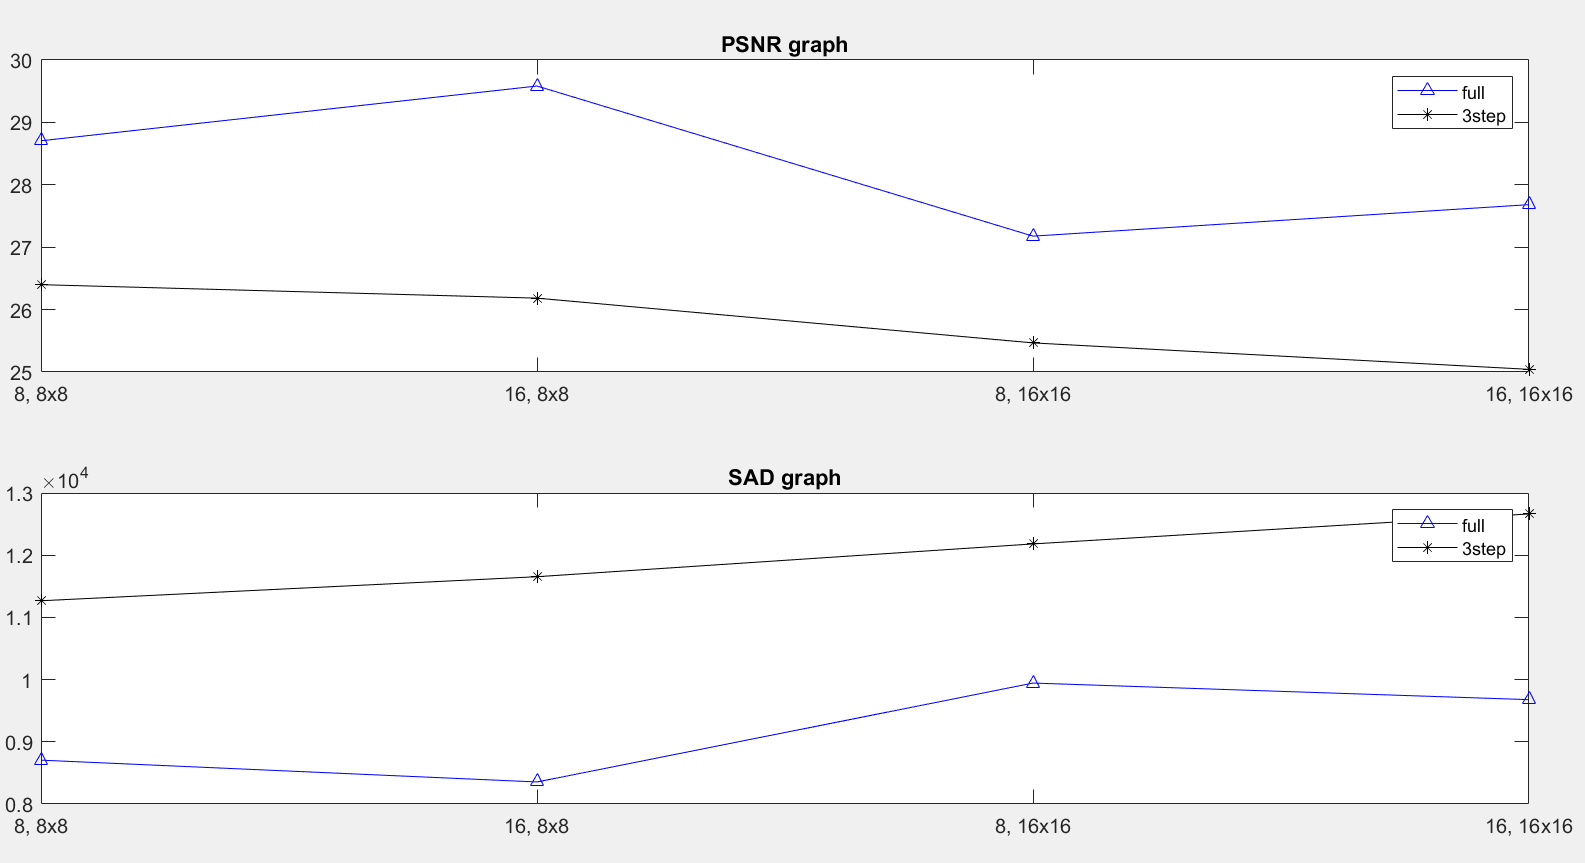 PSNR graph
30
29
28
27
26
25
full
3step
8, 8x8
16, 8x8
8, 16x16
16, 16x16
SAD graph
×10^4
1.3
1.2
1.1
1
0.9
0.8
full
3step
8, 8x8
16, 8x8
8, 16x16
16, 16x16